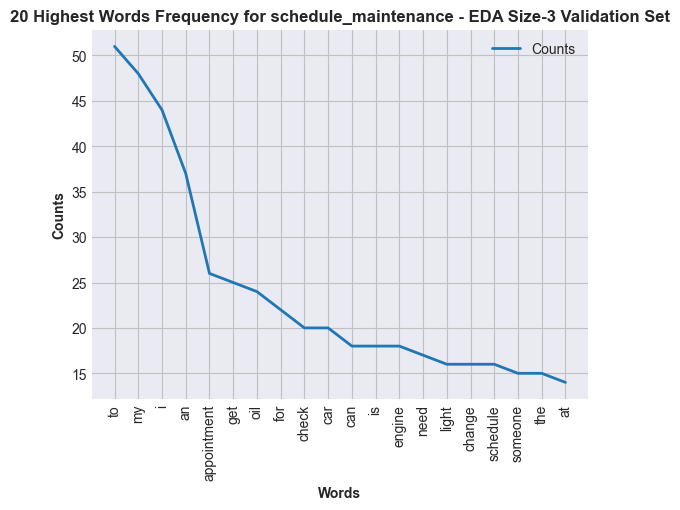 20 Highest Words Frequency for schedule_maintenance - EDA Size-3 Validation Set
Counts
50
45
40
35
30
25
20
15
Counts
to
my
i
an
appointment
get
oil
for
check
car
can
is
engine
need
light
change
schedule
someone
the
at
Words